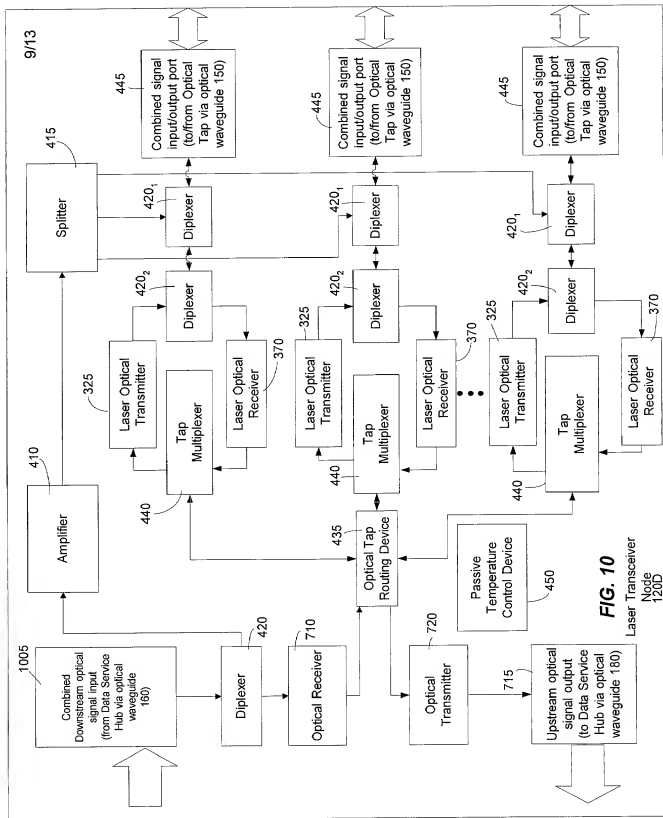 9/13
1005
Combined
Downstream optical
signal input
(from Data Service
Hub via optical
waveguide 160)
410
Amplifier
415
Splitter
420
Diplexer
710
Optical Receiver
435
Optical Tap
Routing Device
720
Optical
Transmitter
715
Upstream optical
signal output
(to Data Service
Hub via optical
waveguide 180)
325
Laser Optical
Transmitter
440
Tap
Multiplexer
370
Laser Optical
Receiver
420₂
Diplexer
420₁
Diplexer
445
Combined signal
input/output port
(to/from Optical
Tap via optical
waveguide 150)
325
Laser Optical
Transmitter
440
Tap
Multiplexer
370
Laser Optical
Receiver
420₂
Diplexer
420₁
Diplexer
445
Combined signal
input/output port
(to/from Optical
Tap via optical
waveguide 150)
325
Laser Optical
Transmitter
440
Tap
Multiplexer
370
Laser Optical
Receiver
420₂
Diplexer
420₁
Diplexer
445
Combined signal
input/output port
(to/from Optical
Tap via optical
waveguide 150)
Passive
Temperature
Control Device
450
FIG. 10
Laser Transceiver
Node
120D